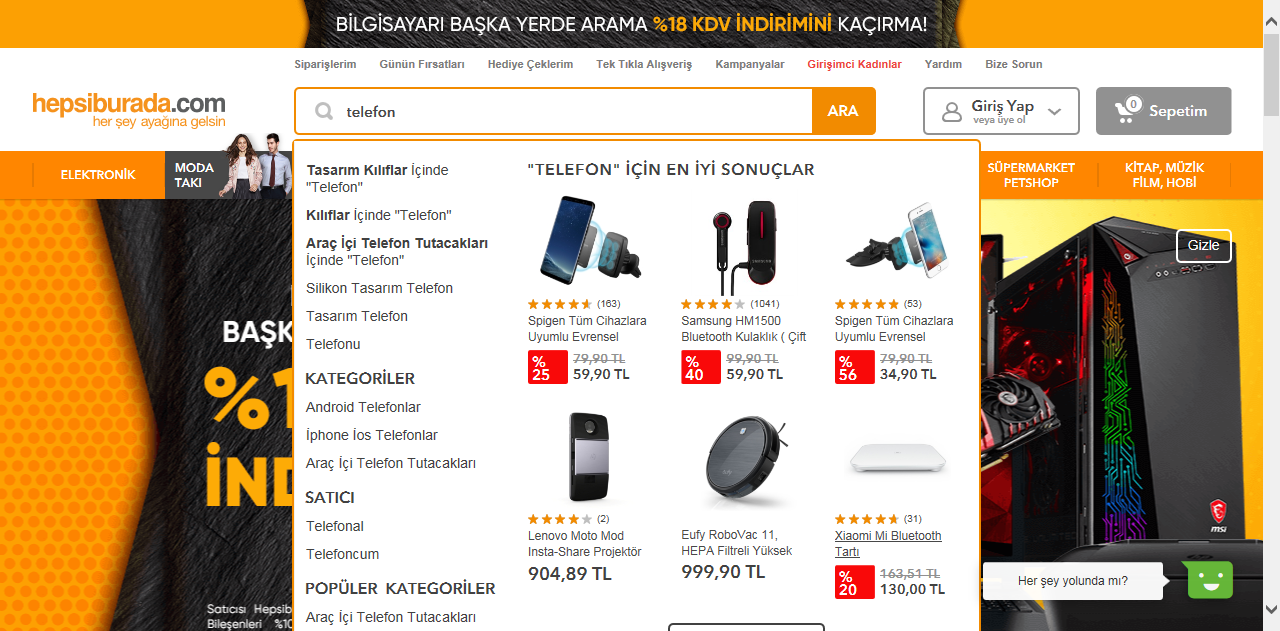 BİLGİSAYARI BAŞKA YERDE ARAMA %18 KDV İNDİRİMİNİ KAÇIRMA!
Siparişlerim Günün Fırsatları Hediye Çeklerim Tek Tıkla Alışveriş Kampanyalar Girişimci Kadınlar Yardım Bize Sorun
hepsiburada.com
her şey ayağına gelsin
telefon
ARA
Giriş Yap
veya üye ol
0
Sepetim
ELEKTRONİK
MODA
TAKI
SÜPERMARKET
PETSHOP
KİTAP, MÜZİK
FİLM, HOBİ
Gizle
BAŞK
%1
İND
Satıcısı Hepsib
Bileşenleri %10
Tasarım Kılıflar İçinde
"Telefon"
Kılıflar İçinde "Telefon"
Araç İçi Telefon Tutacakları
İçinde "Telefon"
Silikon Tasarım Telefon
Tasarım Telefon
Telefonu
KATEGORİLER
Android Telefonlar
İphone İos Telefonlar
Araç İçi Telefon Tutacakları
SATICI
Telefonal
Telefoncum
POPÜLER KATEGORİLER
Araç İçi Telefon Tutacakları
"TELEFON" İÇİN EN İYİ SONUÇLAR
(163)
Spigen Tüm Cihazlara
Uyumlu Evrensel
% 25
79,90 TL
59,90 TL
(1041)
Samsung HM1500
Bluetooth Kulaklık ( Çift
% 40
99,90 TL
59,90 TL
(53)
Spigen Tüm Cihazlara
Uyumlu Evrensel
% 56
79,90 TL
34,90 TL
(2)
Lenovo Moto Mod
Insta-Share Projektör
904,89 TL
Eufy RoboVac 11,
HEPA Filtreli Yüksek
999,90 TL
(31)
Xiaomi Mi Bluetooth
Tartı
% 20
163,51 TL
130,00 TL
msi
Her şey yolunda mı?